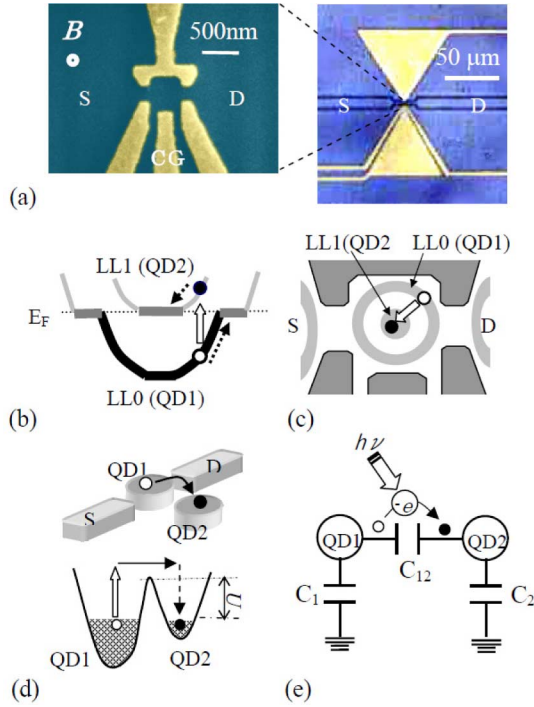 500nm
B
S
D
CG
50 μm
S
D
(a)
LL1 (QD2)
E_F
LL0 (QD1)
(b)
LL1(QD2
LL0 (QD1)
S
D
(c)
QD1
D
S
QD2
U
QD1
QD2
(d)
hν
-e
QD1
QD2
C₁₂
C₁
C₂
(e)